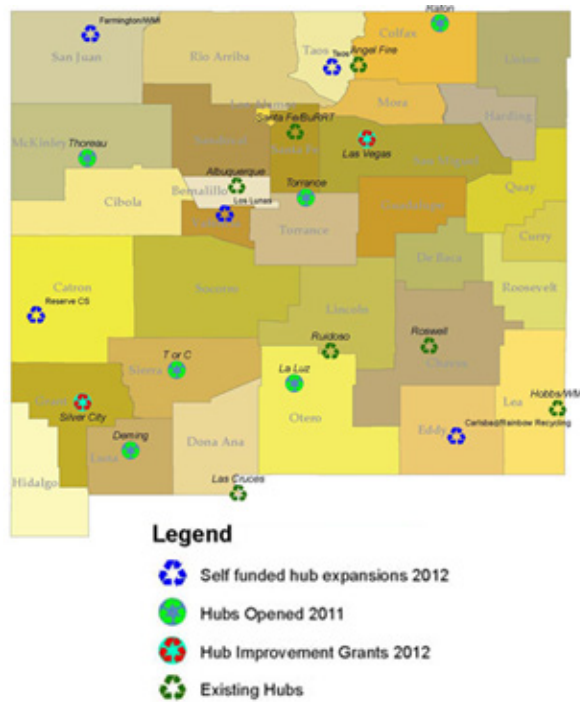 Raton
Farmington/WM
San Juan
Rio Arriba
Taos
Taos
Angel Fire
Colfax
Union
Mora
Harding
McKinley
Thoreau
Santa Fe/BuRRT
Las Vegas
Albuquerque
Bernalillo
Los Lunas
Torrance
Quay
Cibola
Torrance
Guadalupe
Curry
De Baca
Roosevelt
Catron
Reserve CS
Socorro
Lincoln
Ruidoso
Roswell
T or C
Sierra
La Luz
Silver City
Otero
Hobbs/WM
Lea
Eddy
Carlsbad/Rainbow Recycling
Deming
Luna
Dona Ana
Hidalgo
Las Cruces
Legend
Self funded hub expansions 2012
Hubs Opened 2011
Hub Improvement Grants 2012
Existing Hubs